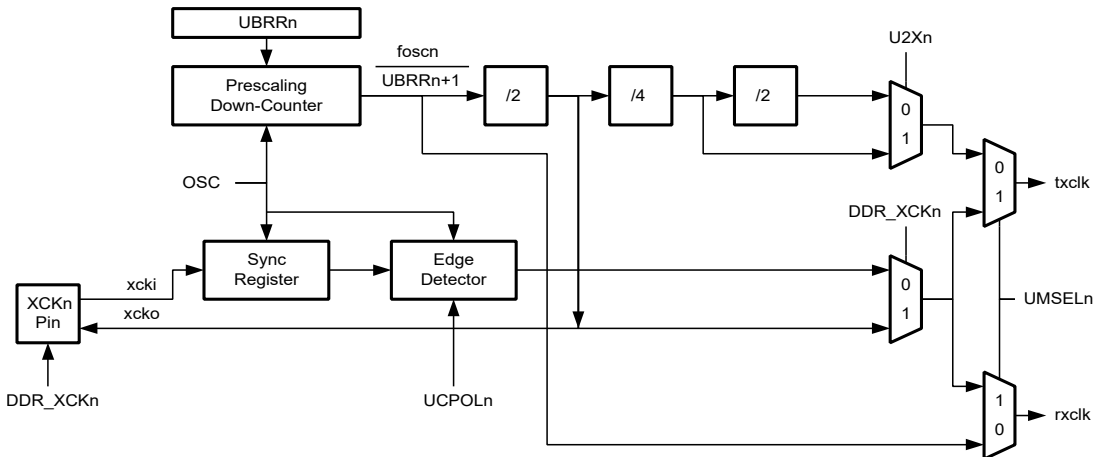 UBRRn
U2Xn
foscn
UBRRn+1
Prescaling
Down-Counter
/2
/4
/2
0
1
OSC
0
1
txclk
DDR_XCKn
Sync
Register
Edge
Detector
xcki
XCKn
Pin
xcko
0
1
UMSELn
DDR_XCKn
UCPOLn
1
0
rxclk